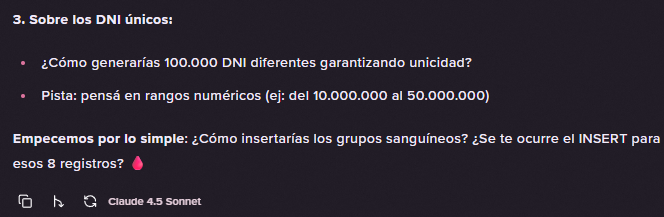 3. Sobre los DNI únicos:
• ¿Cómo generarías 100.000 DNI diferentes garantizando unicidad?
• Pista: pensá en rangos numéricos (ej: del 10.000.000 al 50.000.000)
Empecemos por lo simple: ¿Cómo insertarías los grupos sanguíneos? ¿Se te ocurre el INSERT para
esos 8 registros? 🩸
Claude 4.5 Sonnet